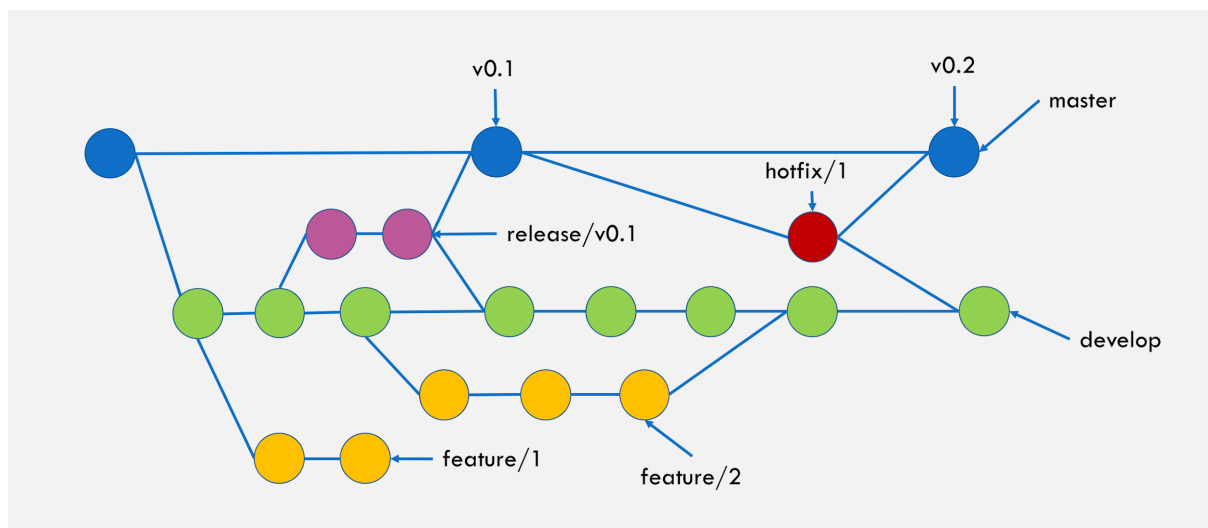 v0.1
v0.2
master
hotfix/1
release/v0.1
develop
feature/1
feature/2